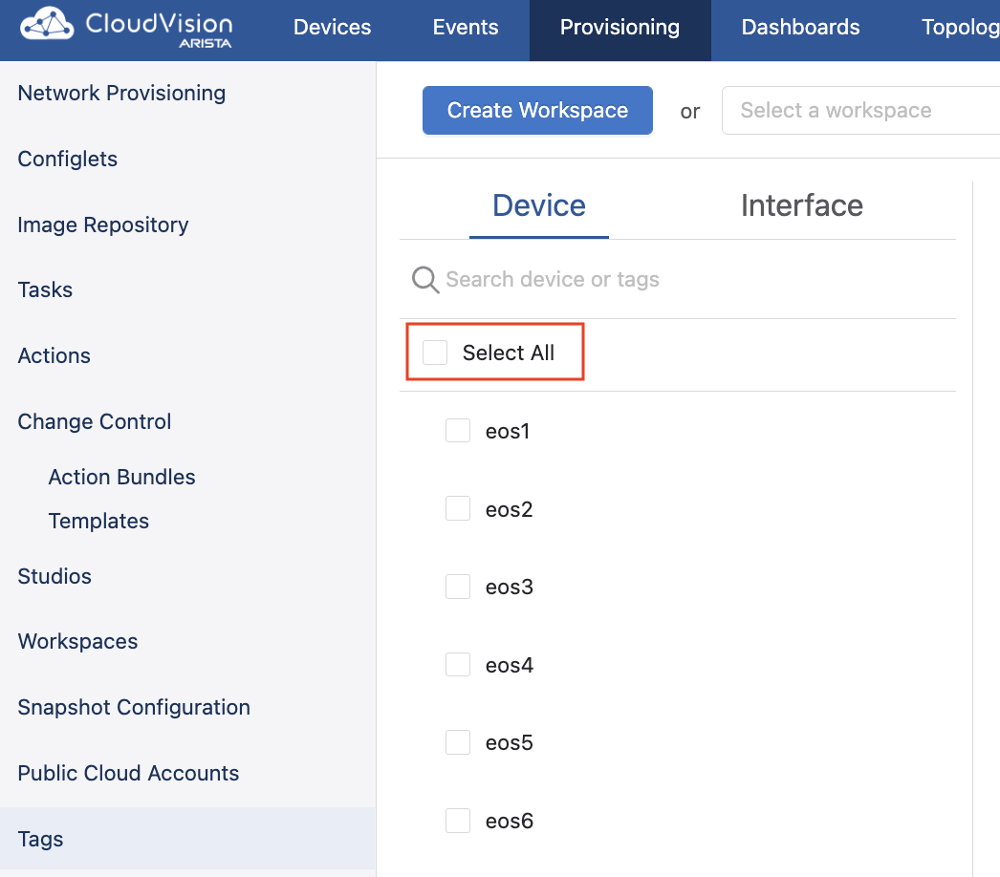 CloudVision
ARISTA
Devices
Events
Provisioning
Dashboards
Topolog
Network Provisioning
Configlets
Image Repository
Tasks
Actions
Change Control
Action Bundles
Templates
Studios
Workspaces
Snapshot Configuration
Public Cloud Accounts
Tags
Create Workspace
or
Select a workspace
Device
Interface
Search device or tags
Select All
eos1
eos2
eos3
eos4
eos5
eos6